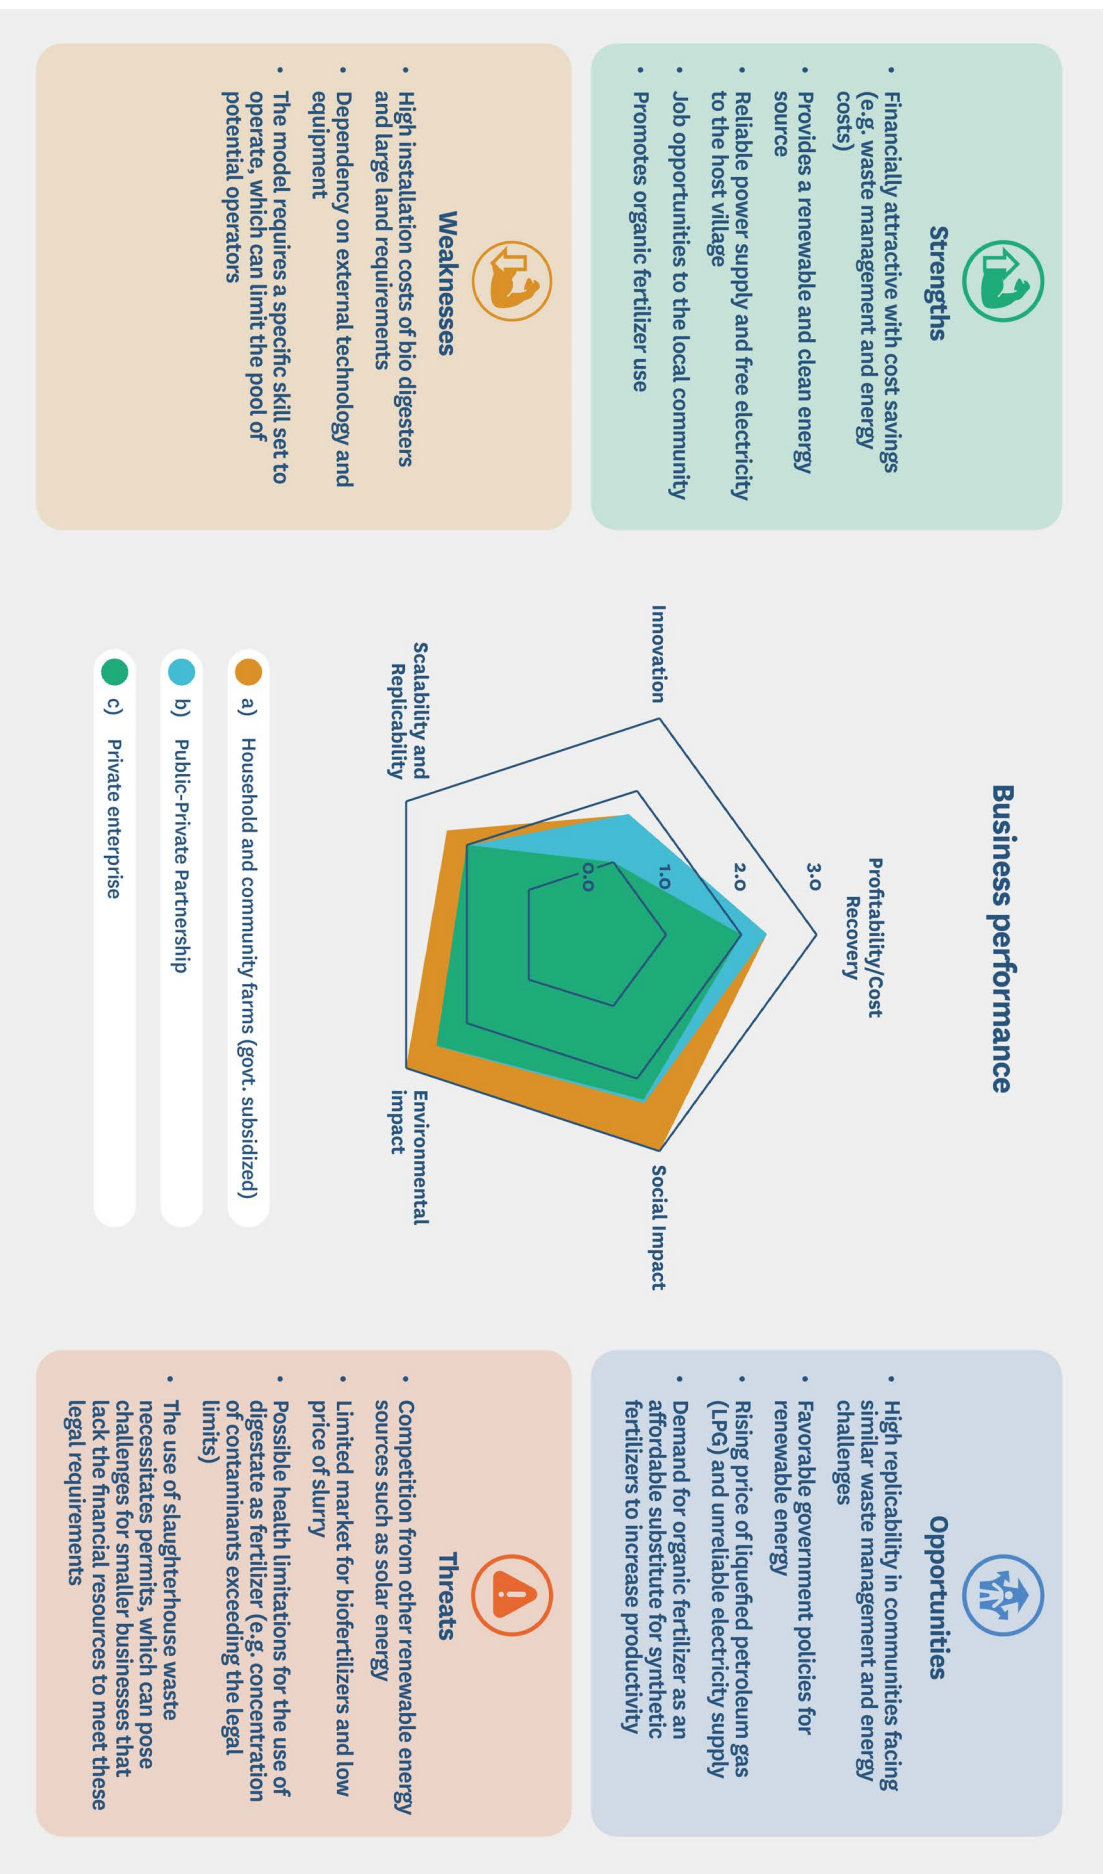 Business performance
Strengths
• Financially attractive with cost savings
(e.g. waste management and energy
costs)
• Provides a renewable and clean energy
source
• Reliable power supply and free electricity
to the host village
• Job opportunities to the local community
• Promotes organic fertilizer use
Weaknesses
• High installation costs of bio digesters
and large land requirements
• Dependency on external technology and
equipment
• The model requires a specific skill set to
operate, which can limit the pool of
potential operators
Profitability/Cost
Recovery
3.0
2.0
1.0
0.0
Innovation
Social Impact
Scalability and
Replicability
Environmental
impact
a) Household and community farms (govt. subsidized)
b) Public-Private Partnership
c) Private enterprise
Opportunities
• High replicability in communities facing
similar waste management and energy
challenges
• Favorable government policies for
renewable energy
• Rising price of liquefied petroleum gas
(LPG) and unreliable electricity supply
• Demand for organic fertilizer as an
affordable substitute for synthetic
fertilizers to increase productivity
Threats
• Competition from other renewable energy
sources such as solar energy
• Limited market for biofertilizers and low
price of slurry
• Possible health limitations for the use of
digestate as fertilizer (e.g. concentration
of contaminants exceeding the legal
limits)
• The use of slaughterhouse waste
necessitates permits, which can pose
challenges for smaller businesses that
lack the financial resources to meet these
legal requirements